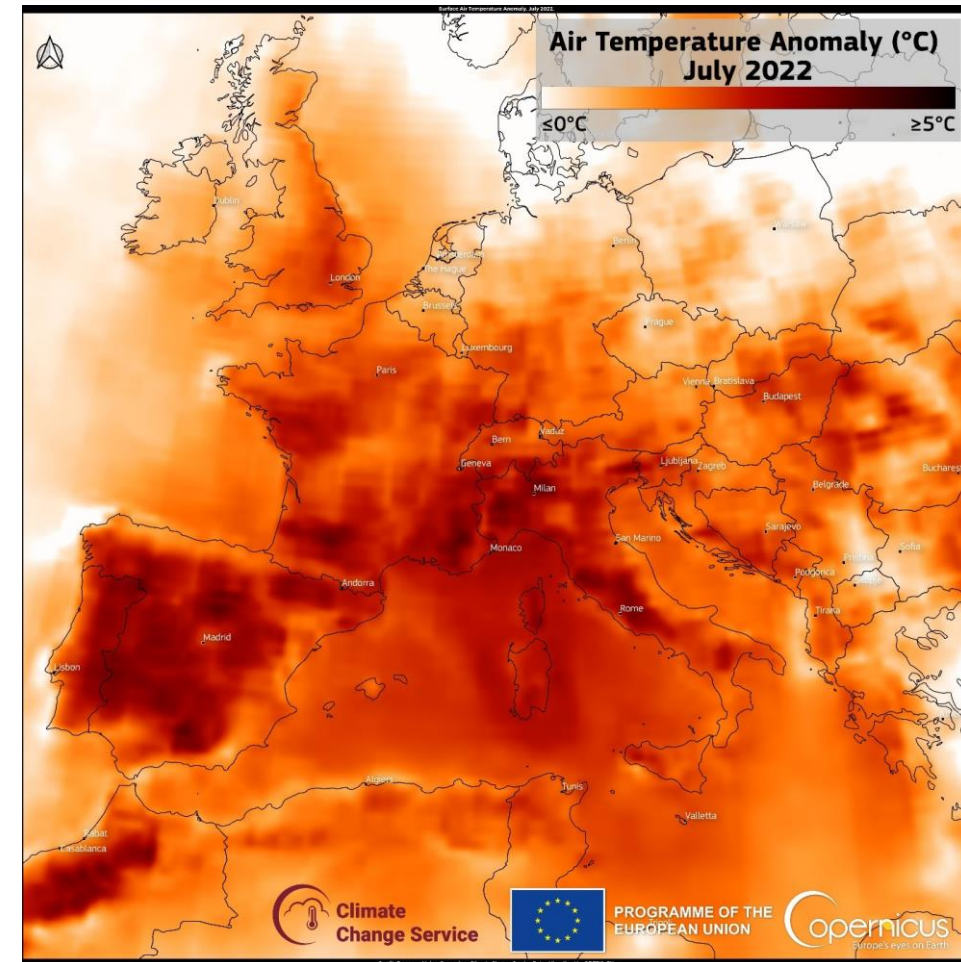 Surface Air Temperature Anomaly. July 2022.
Air Temperature Anomaly (°C)
July 2022
≤0°C ≥5°C
Dublin
London
Amsterdam
The Hague
Brussels
Berlin
Warsaw
Prague
Luxembourg
Paris
Vienna
Bratislava
Budapest
Bern
Vaduz
Geneva
Milan
Ljubljana
Zagreb
Bucharest
Belgrade
San Marino
Sarajevo
Monaco
Sofia
Podgorica
Andorra
Rome
Tirana
Madrid
Lisbon
Algiers
Tunis
Valletta
Rabat
Casablanca
Climate
Change Service
PROGRAMME OF THE
EUROPEAN UNION
Copernicus
Europe's eyes on Earth